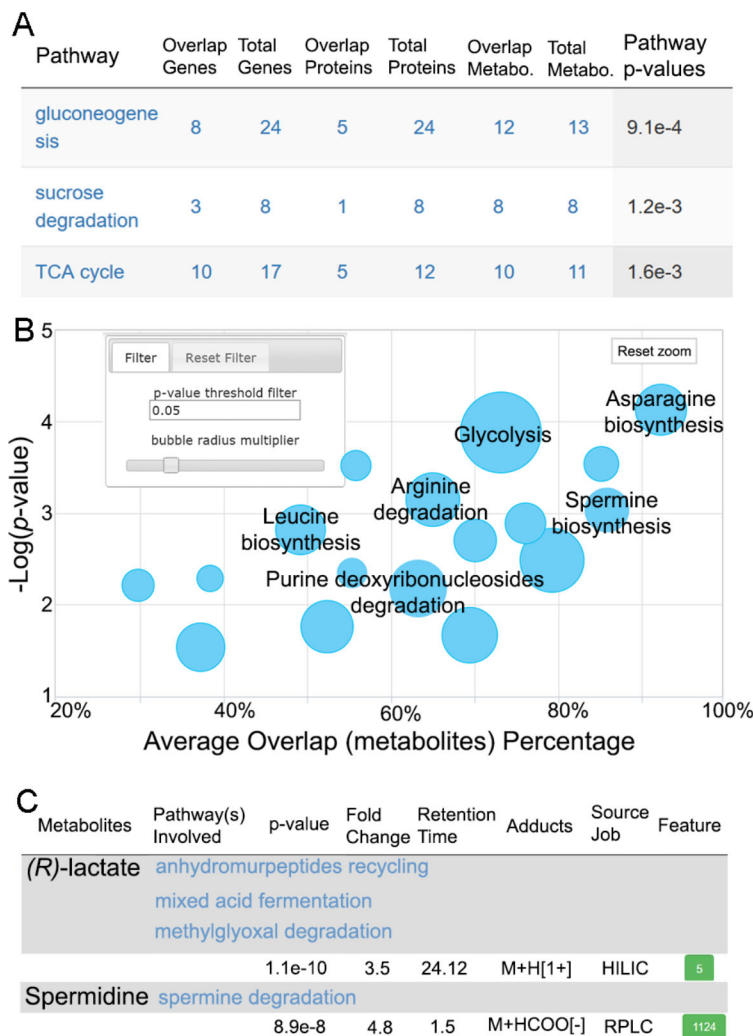 A
Pathway Overlap Genes Total Genes Overlap Proteins Total Proteins Overlap Metabo. Total Metabo. Pathway p-values
gluconeogene
sis 8 24 5 24 12 13 9.1e-4
sucrose
degradation 3 8 1 8 8 8 1.2e-3
TCA cycle 10 17 5 12 10 11 1.6e-3
B
5
4
3
2
1
-Log(p-value)
Filter Reset Filter
p-value threshold filter
0.05
bubble radius multiplier
Reset zoom
Asparagine
biosynthesis
Glycolysis
Arginine
degradation
Spermine
biosynthesis
Leucine
biosynthesis
Purine deoxyribonucleosides
degradation
20% 40% 60% 80% 100%
Average Overlap (metabolites) Percentage
C
Metabolites Pathway(s) Involved p-value Fold Change Retention Time Adducts Source Job Feature
(R)-lactate anhydromurpeptides recycling
mixed acid fermentation
methylglyoxal degradation
1.1e-10 3.5 24.12 M+H[1+] HILIC 5
Spermidine spermine degradation
8.9e-8 4.8 1.5 M+HCOO[-] RPLC 1124